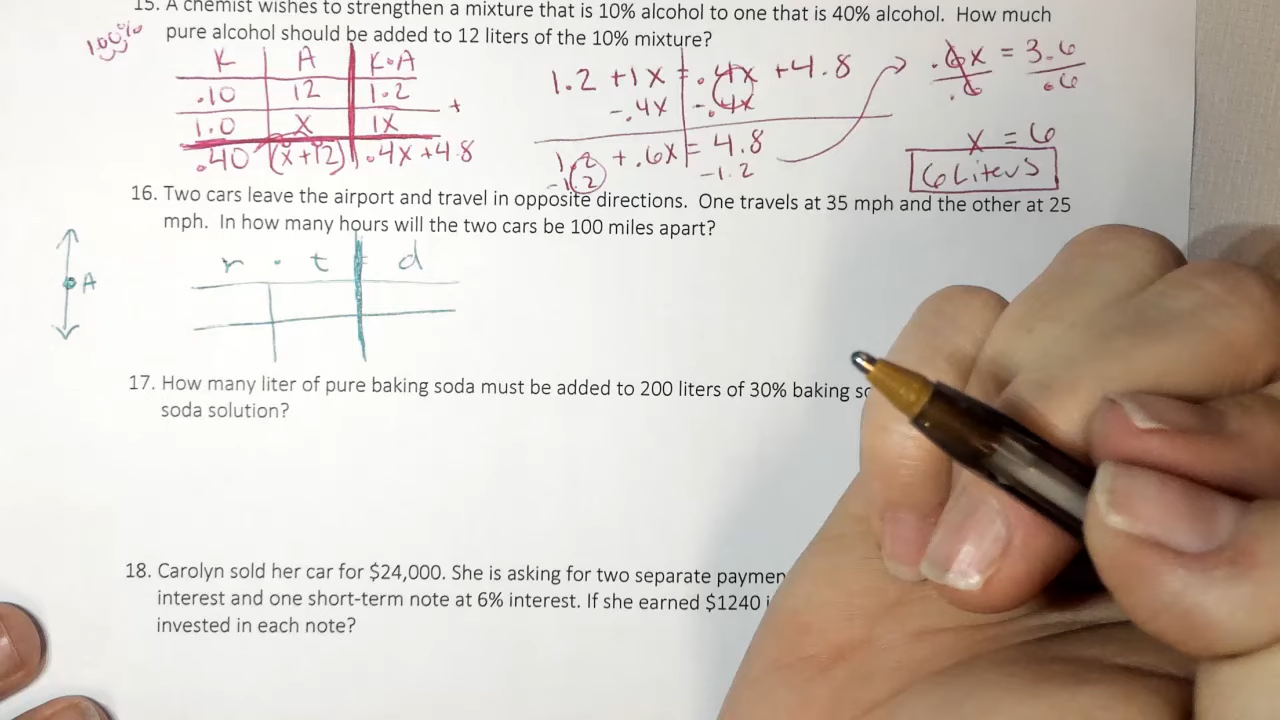 15. A chemist wishes to strengthen a mixture that is 10% alcohol to one that is 40% alcohol. How much
pure alcohol should be added to 12 liters of the 10% mixture?
100%
K A K•A
.10 12 1.2
1.0 X 1X +
.40 (x+12) .4x+4.8
1.2 + 1x = .4x + 4.8
-.4x -.4x
1.2 + .6x = 4.8
-1.2 -1.2
.6x = 3.6
.6 .6
x = 6
6 Liters
16. Two cars leave the airport and travel in opposite directions. One travels at 35 mph and the other at 25
mph. In how many hours will the two cars be 100 miles apart?
A
r • t = d
17. How many liter of pure baking soda must be added to 200 liters of 30% baking
soda solution?
18. Carolyn sold her car for $24,000. She is asking for two separate
interest and one short-term note at 6% interest. If she earned $1240
invested in each note?